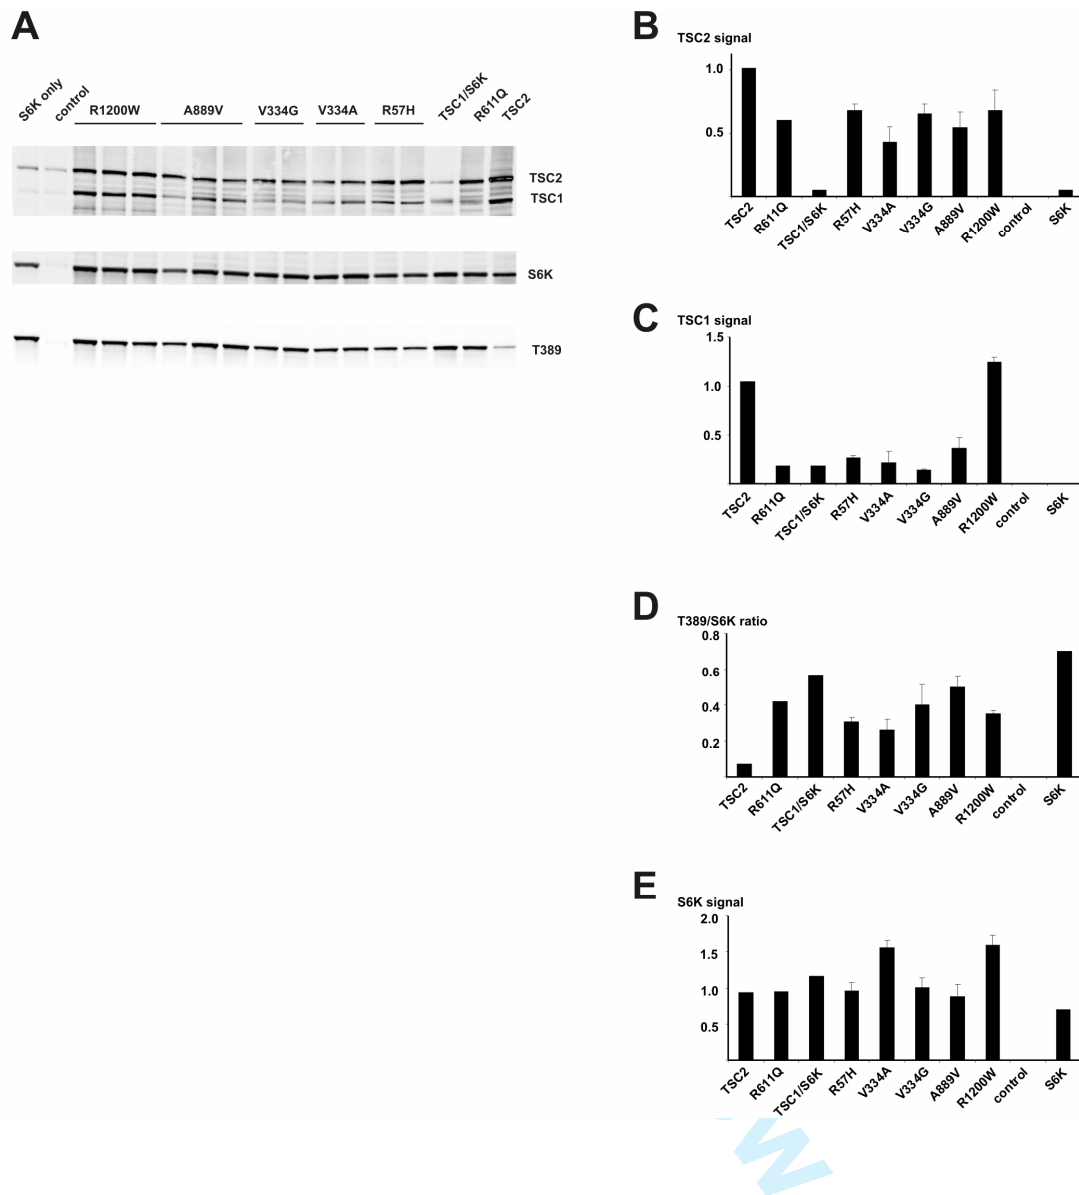 A
S6K only control R1200W A889V V334G V334A R57H TSC1/S6K R611Q TSC2
TSC2
TSC1
S6K
T389
B
TSC2 signal
1.0
0.5
TSC2 R611Q TSC1/S6K R57H V334A V334G A889V R1200W control S6K
C
TSC1 signal
1.5
1.0
0.5
TSC2 R611Q TSC1/S6K R57H V334A V334G A889V R1200W control S6K
D
T389/S6K ratio
0.8
0.6
0.4
0.2
TSC2 R611Q TSC1/S6K R57H V334A V334G A889V R1200W control S6K
E
S6K signal
2.0
1.5
1.0
0.5
TSC2 R611Q TSC1/S6K R57H V334A V334G A889V R1200W control S6K